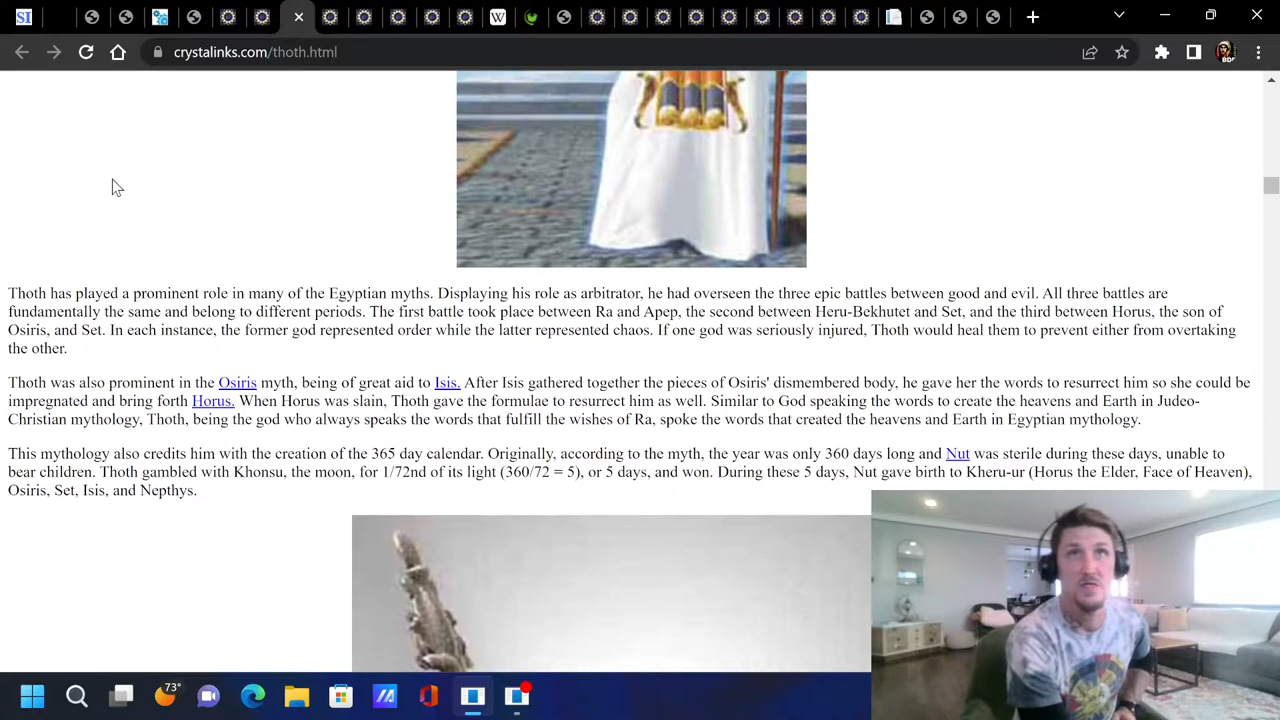 SI
W
crystalinks.com/thoth.html
BDF
Thoth has played a prominent role in many of the Egyptian myths. Displaying his role as arbitrator, he had overseen the three epic battles between good and evil. All three battles are
fundamentally the same and belong to different periods. The first battle took place between Ra and Apep, the second between Heru-Bekhutet and Set, and the third between Horus, the son of
Osiris, and Set. In each instance, the former god represented order while the latter represented chaos. If one god was seriously injured, Thoth would heal them to prevent either from overtaking
the other.
Thoth was also prominent in the Osiris myth, being of great aid to Isis. After Isis gathered together the pieces of Osiris' dismembered body, he gave her the words to resurrect him so she could be
impregnated and bring forth Horus. When Horus was slain, Thoth gave the formulae to resurrect him as well. Similar to God speaking the words to create the heavens and Earth in Judeo-
Christian mythology, Thoth, being the god who always speaks the words that fulfill the wishes of Ra, spoke the words that created the heavens and Earth in Egyptian mythology.
This mythology also credits him with the creation of the 365 day calendar. Originally, according to the myth, the year was only 360 days long and Nut was sterile during these days, unable to
bear children. Thoth gambled with Khonsu, the moon, for 1/72nd of its light (360/72 = 5), or 5 days, and won. During these 5 days, Nut gave birth to Kheru-ur (Horus the Elder, Face of Heaven),
Osiris, Set, Isis, and Nepthys.
73°